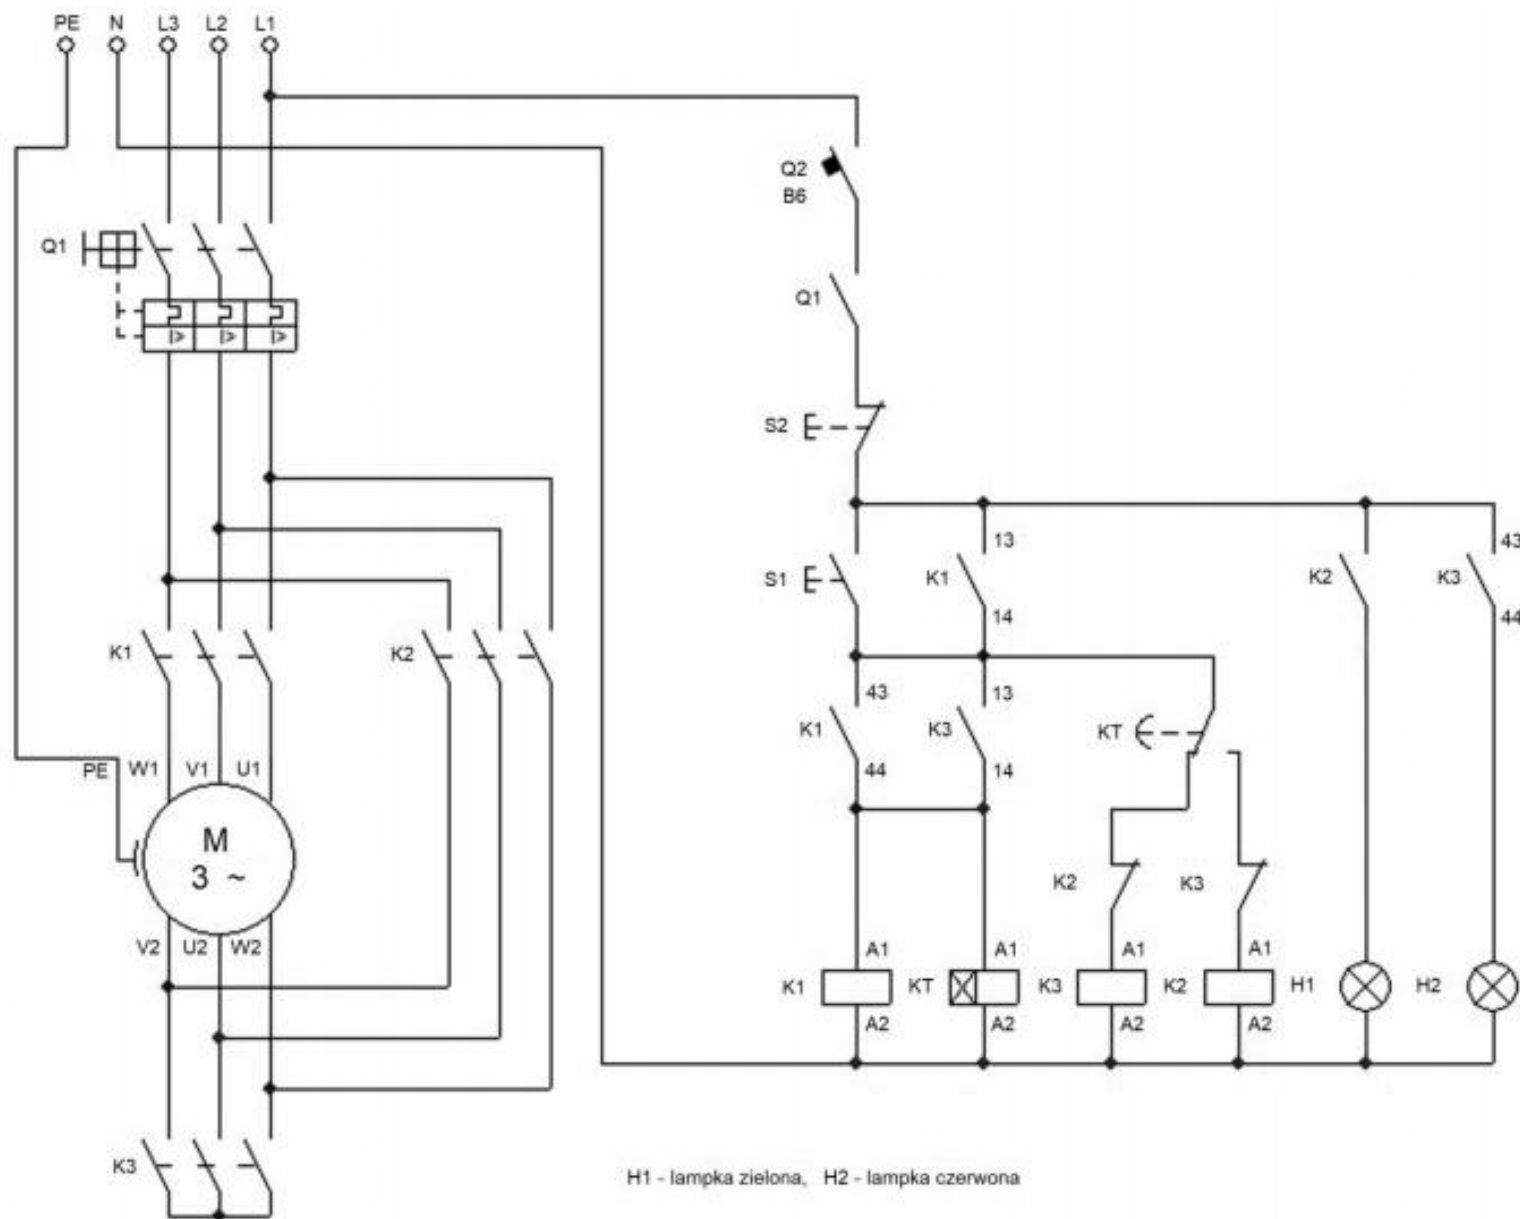 PE N L3 L2 L1
Q2
B6
Q1
Q1
S2
13 43
S1 K1 K2 K3
14 44
K1 K2
43 13
K1 K3 KT
44 14
PE W1 V1 U1
M
3 ~
K2 K3
V2 U2 W2
A1 A1 A1 A1
K1 KT K3 K2 H1 H2
A2 A2 A2 A2
K3
H1 - lampka zielona, H2 - lampka czerwona